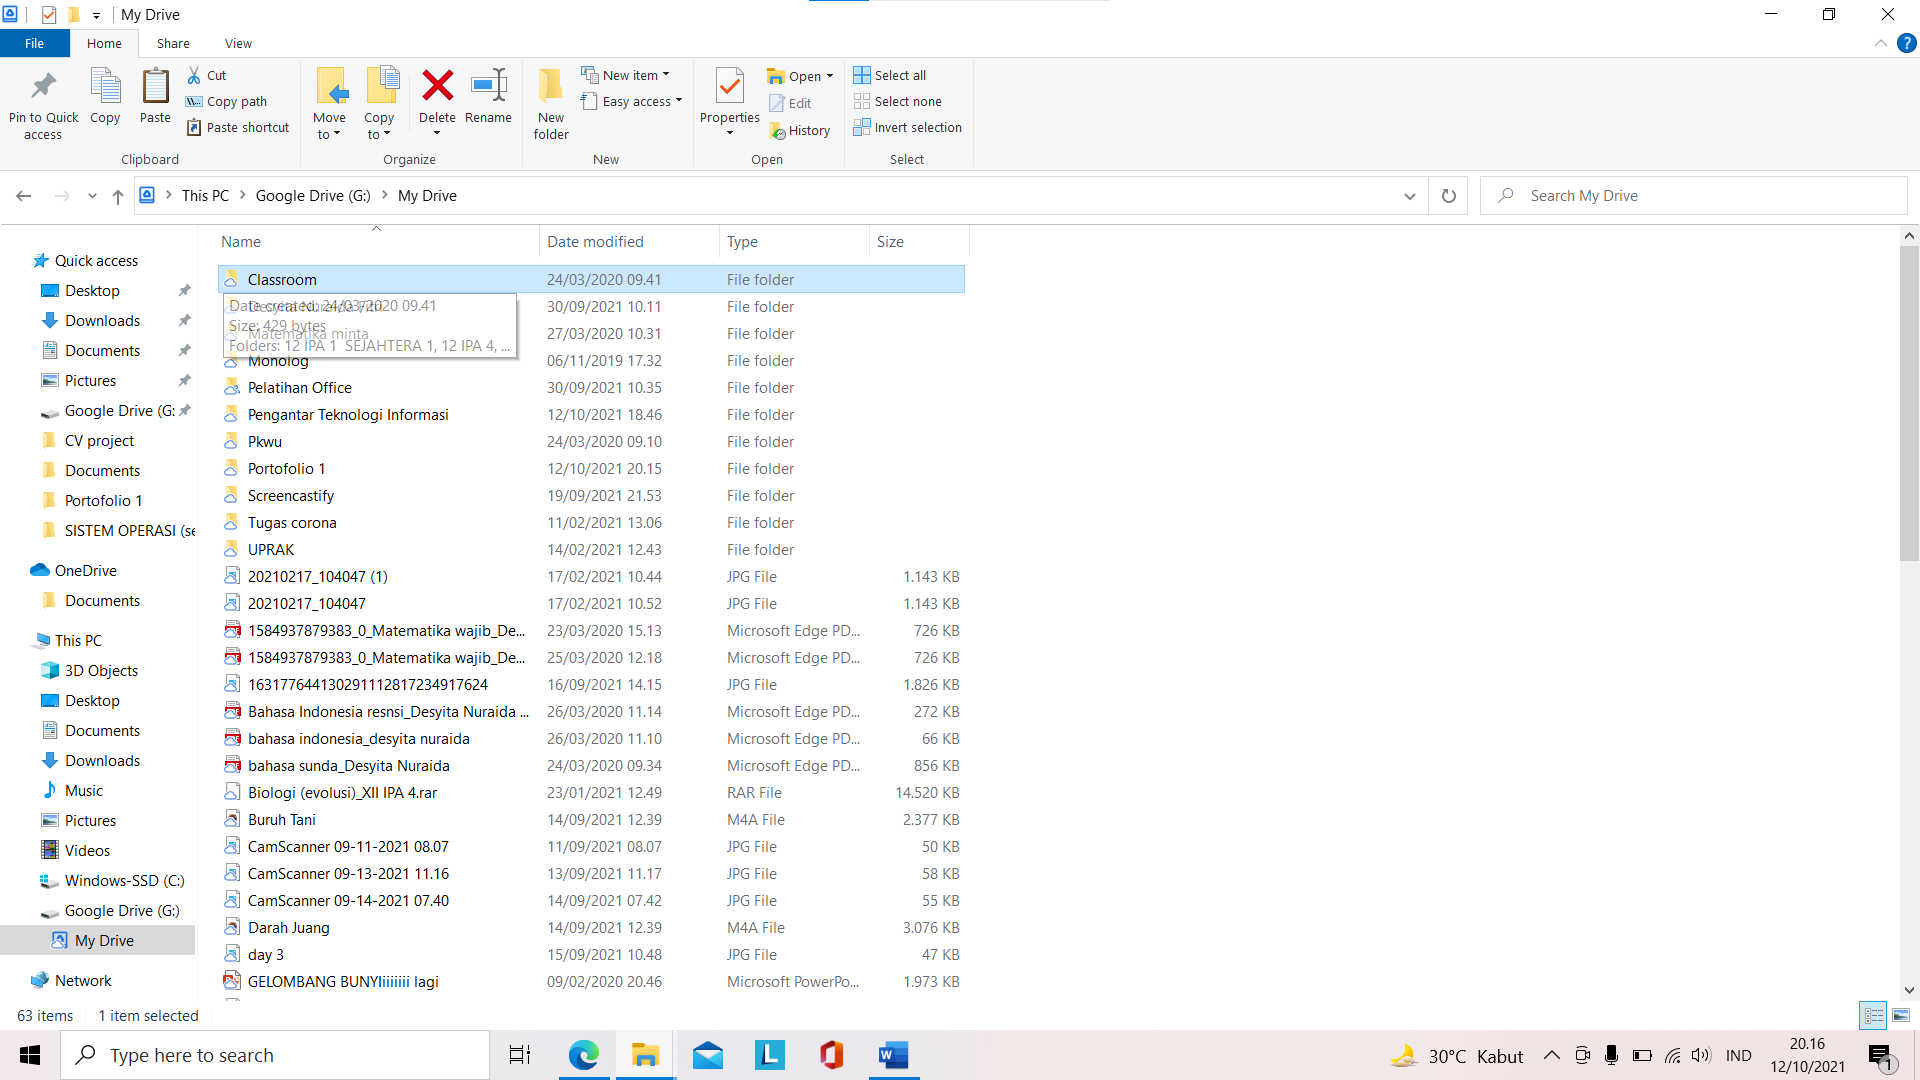 My Drive
File Home Share View
Pin to Quick access
Copy
Paste
Cut
Copy path
Paste shortcut
Clipboard
Move to
Copy to
Delete
Rename
Organize
New folder
New item
Easy access
New
Properties
Open
Edit
History
Open
Select all
Select none
Invert selection
Select
This PC Google Drive (G:) My Drive
Search My Drive
Quick access
Desktop
Downloads
Documents
Pictures
Google Drive (G:
CV project
Documents
Portofolio 1
SISTEM OPERASI (se
OneDrive
Documents
This PC
3D Objects
Desktop
Documents
Downloads
Music
Pictures
Videos
Windows-SSD (C:)
Google Drive (G:)
My Drive
Network
Name Date modified Type Size
Classroom 24/03/2020 09.41 File folder
Desyita Nuraida Fitri 30/09/2021 10.11 File folder
Matematika minta 27/03/2020 10.31 File folder
Date created: 24/03/2020 09.41
Size: 429 bytes
Folders: 12 IPA 1 SEJAHTERA 1, 12 IPA 4, ...
Monolog 06/11/2019 17.32 File folder
Pelatihan Office 30/09/2021 10.35 File folder
Pengantar Teknologi Informasi 12/10/2021 18.46 File folder
Pkwu 24/03/2020 09.10 File folder
Portofolio 1 12/10/2021 20.15 File folder
Screencastify 19/09/2021 21.53 File folder
Tugas corona 11/02/2021 13.06 File folder
UPRAK 14/02/2021 12.43 File folder
20210217_104047 (1) 17/02/2021 10.44 JPG File 1.143 KB
20210217_104047 17/02/2021 10.52 JPG File 1.143 KB
1584937879383_0_Matematika wajib_De... 23/03/2020 15.13 Microsoft Edge PD... 726 KB
1584937879383_0_Matematika wajib_De... 25/03/2020 12.18 Microsoft Edge PD... 726 KB
1631776441302911112817234917624 16/09/2021 14.15 JPG File 1.826 KB
Bahasa Indonesia resnsi_Desyita Nuraida ... 26/03/2020 11.14 Microsoft Edge PD... 272 KB
bahasa indonesia_desyita nuraida 26/03/2020 11.10 Microsoft Edge PD... 66 KB
bahasa sunda_Desyita Nuraida 24/03/2020 09.34 Microsoft Edge PD... 856 KB
Biologi (evolusi)_XII IPA 4.rar 23/01/2021 12.49 RAR File 14.520 KB
Buruh Tani 14/09/2021 12.39 M4A File 2.377 KB
CamScanner 09-11-2021 08.07 11/09/2021 08.07 JPG File 50 KB
CamScanner 09-13-2021 11.16 13/09/2021 11.17 JPG File 58 KB
CamScanner 09-14-2021 07.40 14/09/2021 07.42 JPG File 55 KB
Darah Juang 14/09/2021 12.39 M4A File 3.076 KB
day 3 15/09/2021 10.48 JPG File 47 KB
GELOMBANG BUNYIiiiiiii lagi 09/02/2020 20.46 Microsoft PowerPo... 1.973 KB
63 items 1 item selected
Type here to search
30°C Kabut
IND
20.16
12/10/2021
1